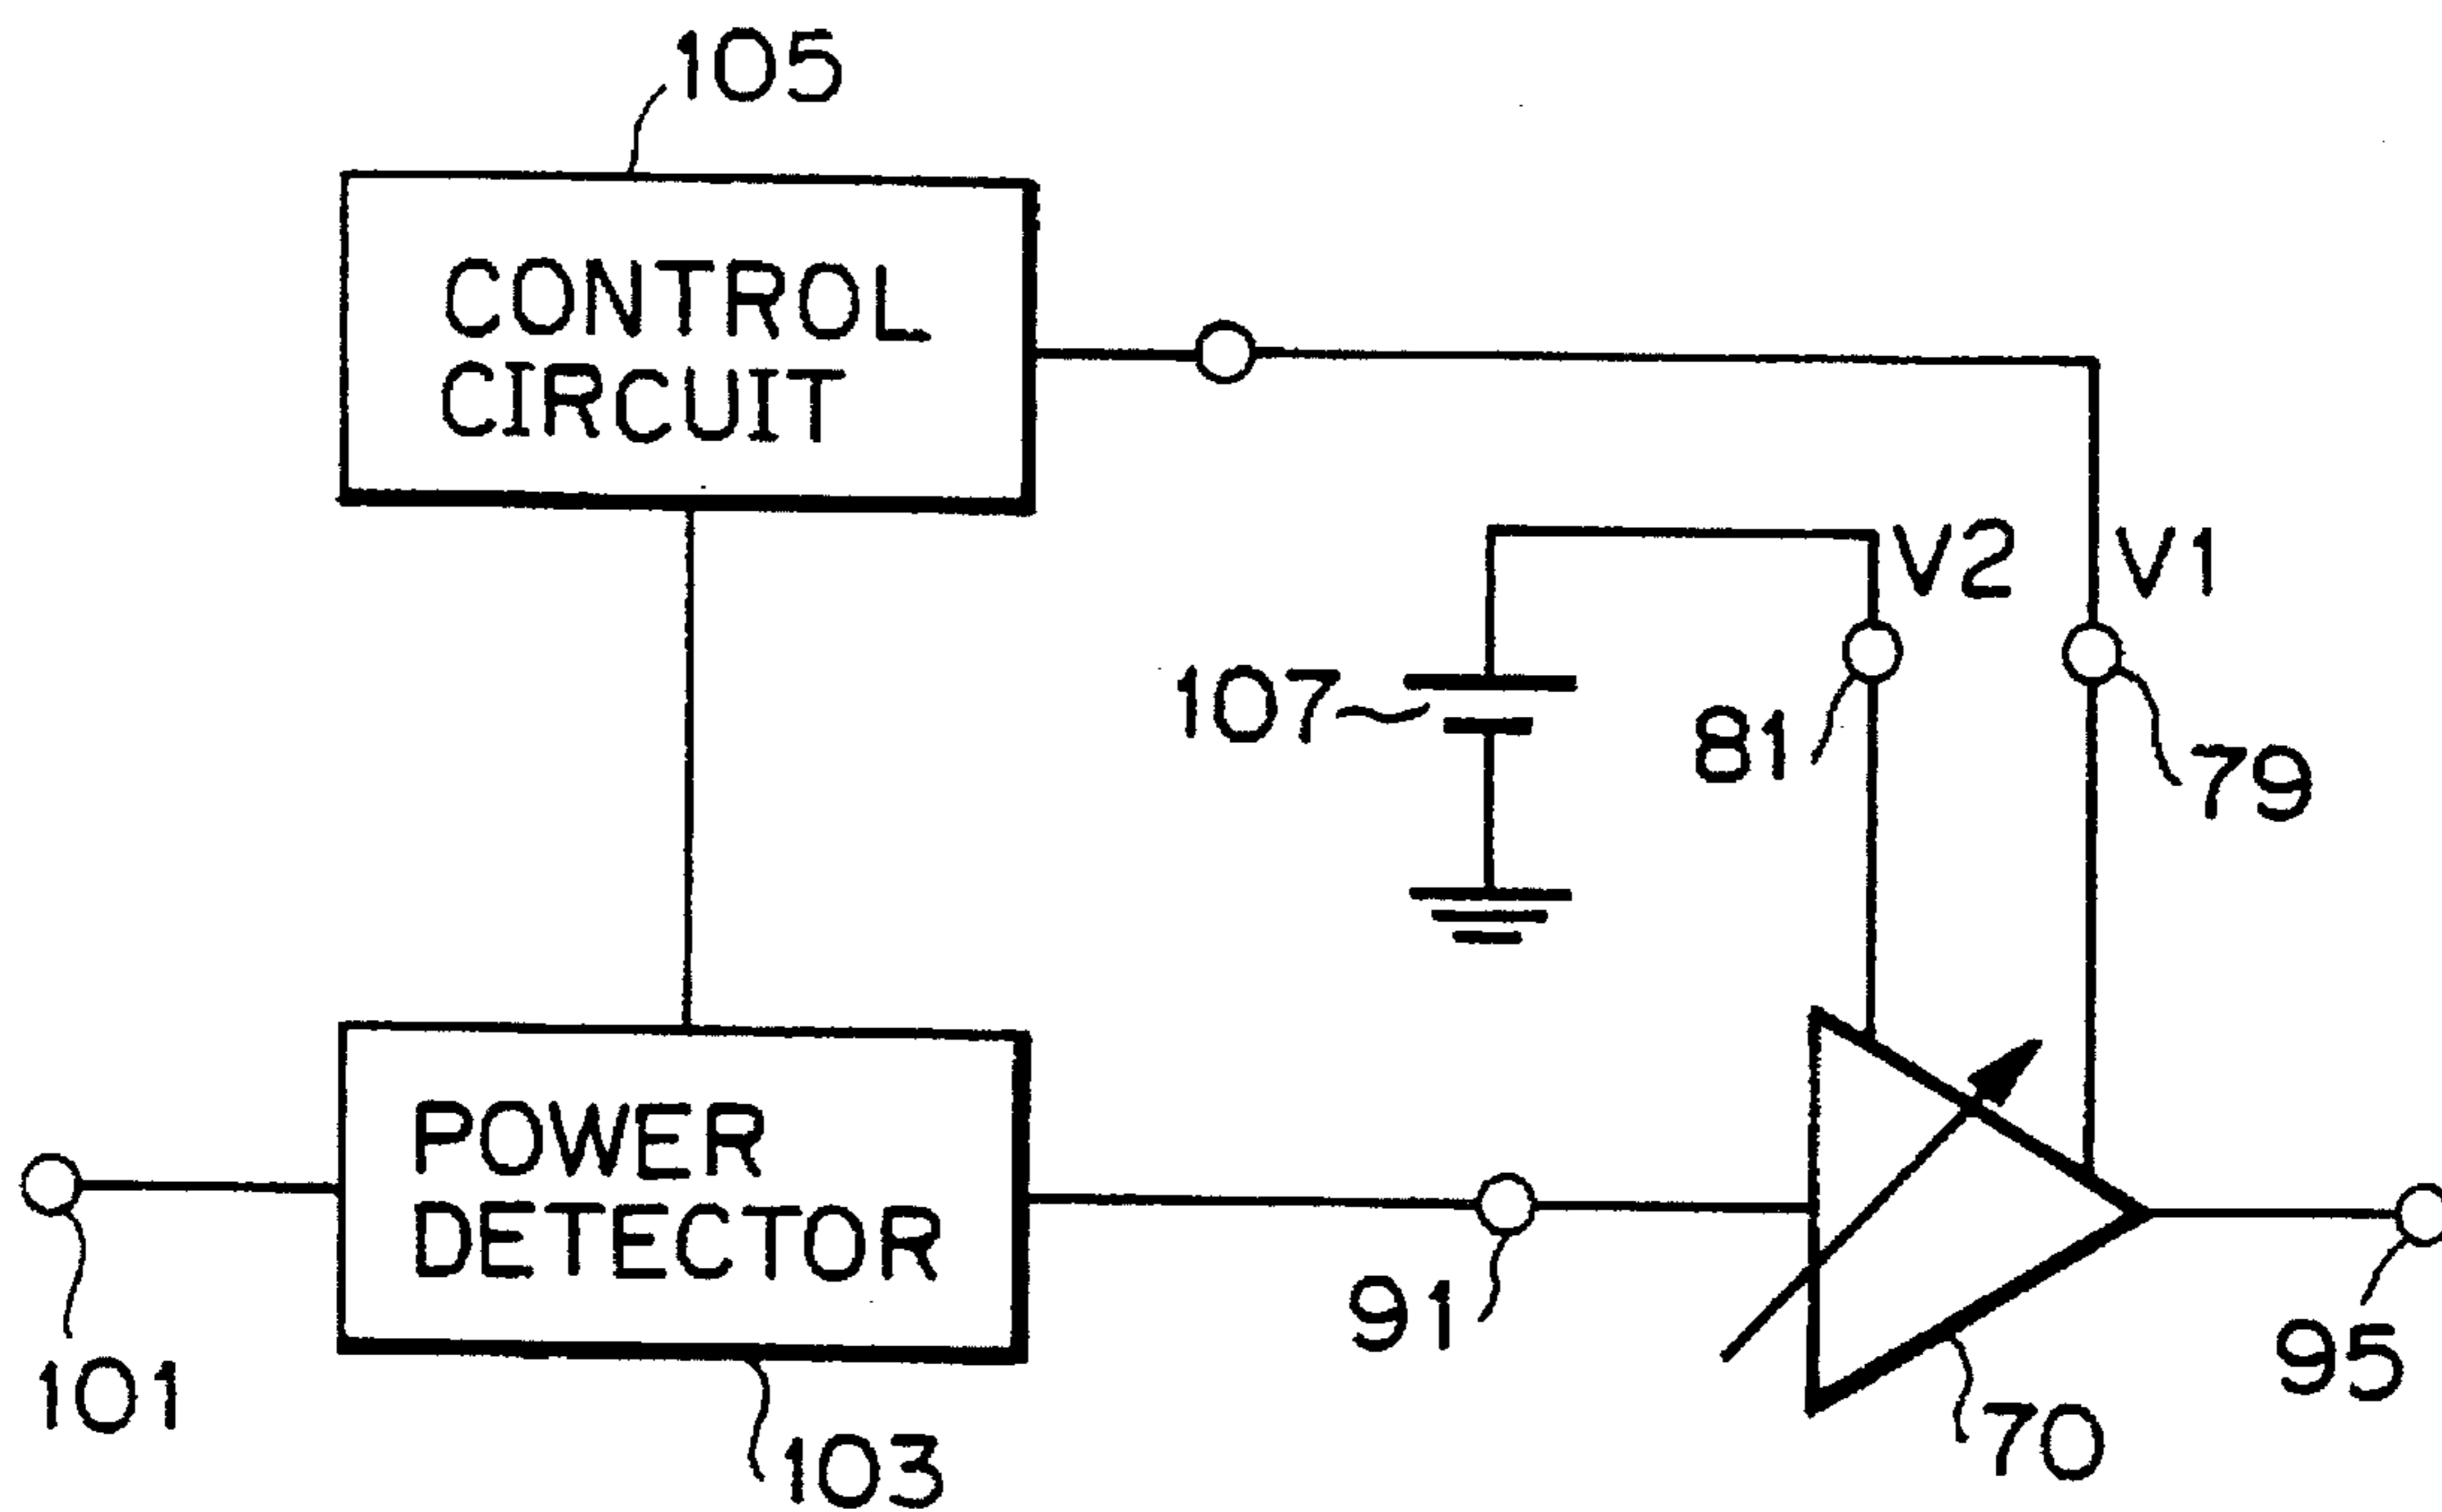 105
CONTROL
CIRCUIT
V2
V1
107
81
79
POWER
DETECTOR
91
95
101
70
103